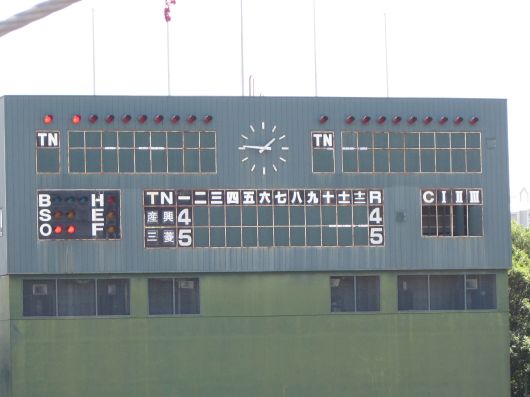 TN TN
B H TN 一 二 三 四 五 六 七 八 九 十 士 士 R C I II III
S E 産興 4 4
O F 三菱 5 5